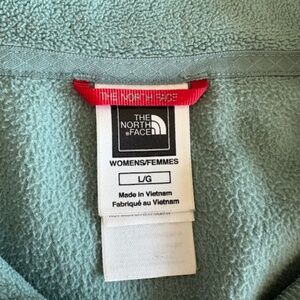 THE NORTH FACE
THE
NORTH
FACE
WOMENS/FEMMES
L/G
Made in Vietnam
Fabriqué au Vietnam